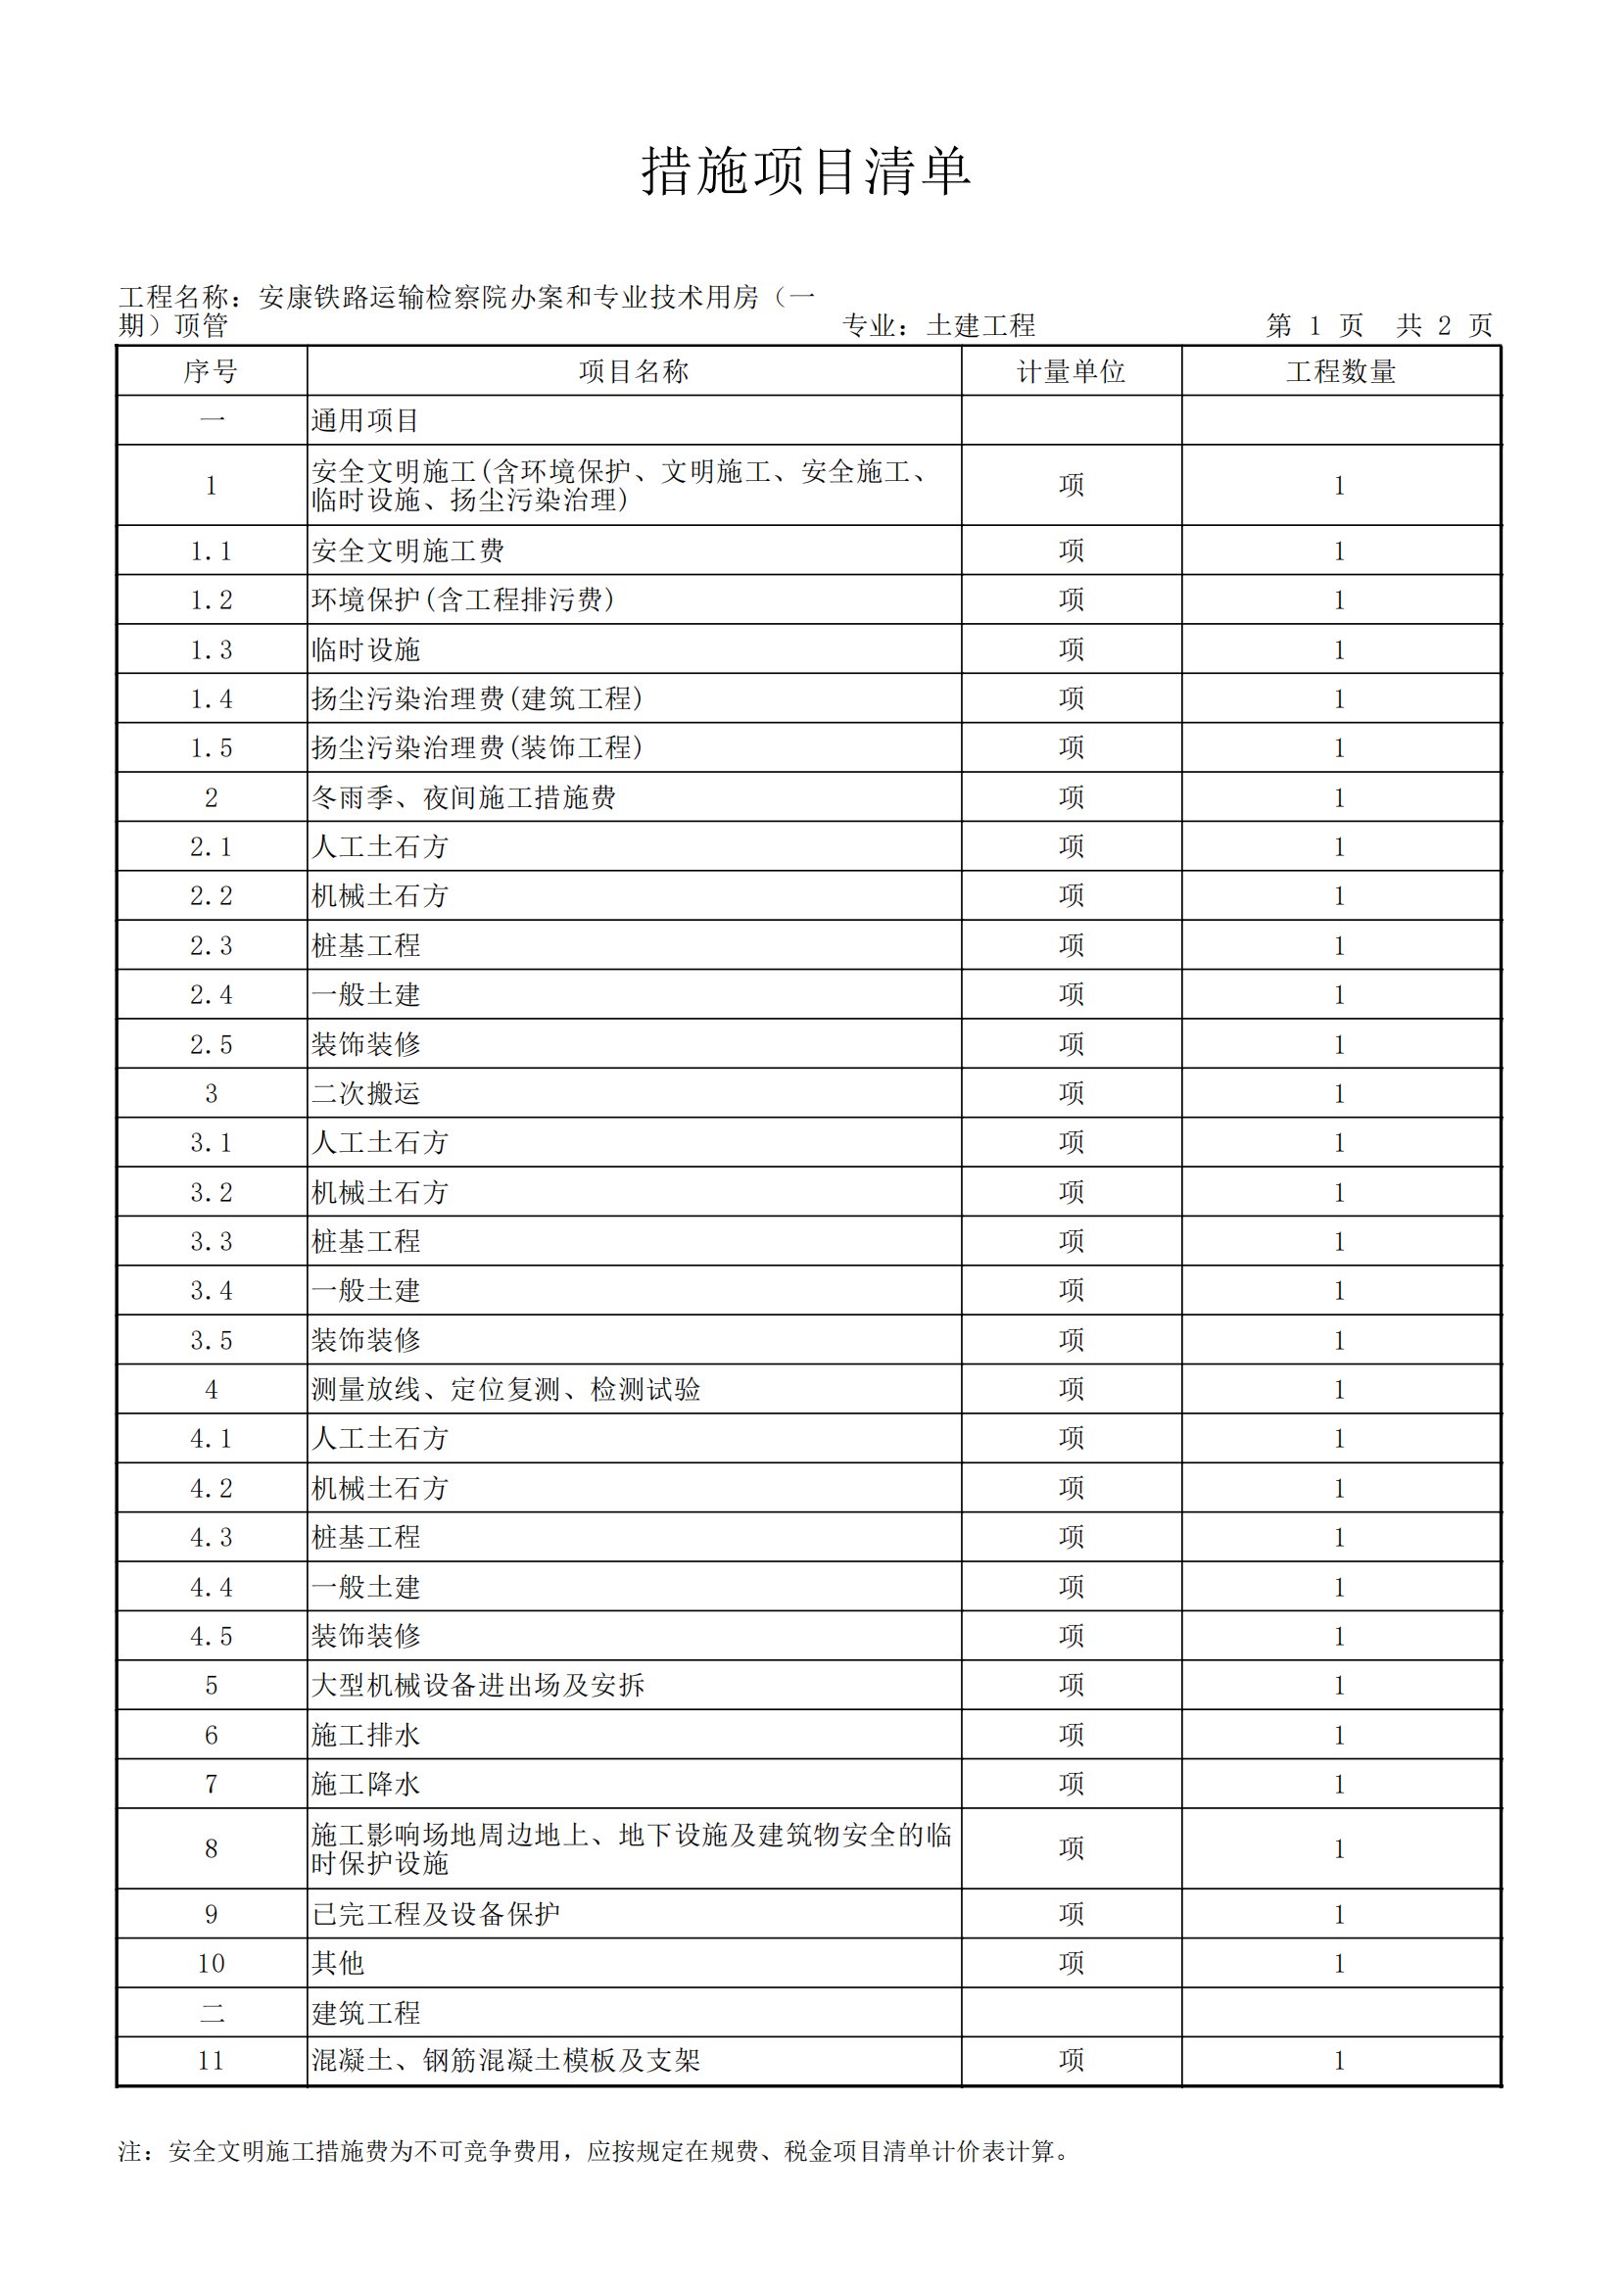 措施项目清单
工程名称：安康铁路运输检察院办案和专业技术用房（一
期）顶管 专业：土建工程 第 1 页 共 2 页
序号 项目名称 计量单位 工程数量
一 通用项目
1 安全文明施工(含环境保护、文明施工、安全施工、
临时设施、扬尘污染治理) 项 1
1.1 安全文明施工费 项 1
1.2 环境保护(含工程排污费) 项 1
1.3 临时设施 项 1
1.4 扬尘污染治理费(建筑工程) 项 1
1.5 扬尘污染治理费(装饰工程) 项 1
2 冬雨季、夜间施工措施费 项 1
2.1 人工土石方 项 1
2.2 机械土石方 项 1
2.3 桩基工程 项 1
2.4 一般土建 项 1
2.5 装饰装修 项 1
3 二次搬运 项 1
3.1 人工土石方 项 1
3.2 机械土石方 项 1
3.3 桩基工程 项 1
3.4 一般土建 项 1
3.5 装饰装修 项 1
4 测量放线、定位复测、检测试验 项 1
4.1 人工土石方 项 1
4.2 机械土石方 项 1
4.3 桩基工程 项 1
4.4 一般土建 项 1
4.5 装饰装修 项 1
5 大型机械设备进出场及安拆 项 1
6 施工排水 项 1
7 施工降水 项 1
8 施工影响场地周边地上、地下设施及建筑物安全的临
时保护设施 项 1
9 已完工程及设备保护 项 1
10 其他 项 1
二 建筑工程
11 混凝土、钢筋混凝土模板及支架 项 1
注：安全文明施工措施费为不可竞争费用，应按规定在规费、税金项目清单计价表计算。